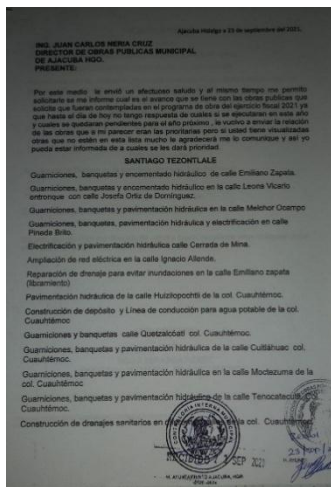 Ajacuba Hidalgo a 23 de septiembre del 2021.
ING. JUAN CARLOS NERIA CRUZ
DIRECTOR DE OBRAS PUBLICAS MUNICIPAL
DE AJACUBA HGO.
PRESENTE:
Por este medio le envió un afectuoso saludo y al mismo tiempo me permito
solicitarle se me informe cual es el avance que se tiene con las obras publicas que
solicite que fueran contempladas en el programa de obra del ejercicio fiscal 2021 ya
que hasta el día de hoy no tengo respuesta de cuales si se ejecutaran en este año
y cuales se quedaran pendientes para el año próximo , le vuelvo a enviar la relación
de las obras que a mi parecer eran las prioritarias pero si usted tiene visualizadas
otras que no estén en esta lista mucho le agradecerá me lo comunique y así yo
pueda estar informada de a cuales se les dará prioridad.
SANTIAGO TEZONTLALE
Guarniciones, banquetas y encementado hidráulico de calle Emiliano Zapata.
Guarniciones, banquetas y encementado hidráulico en la calle Leona Vicario
entronque con calle Josefa Ortiz de Domínguez.
Guarniciones, banquetas y pavimentación hidráulica en la calle Melchor Ocampo
Guarniciones, banquetas, pavimentación hidráulica y electrificación en calle
Pinede Brito.
Electrificación y pavimentación hidráulica calle Cerrada de Mina.
Ampliación de red eléctrica en la calle Ignacio Allende.
Reparación de drenaje para evitar inundaciones en la calle Emiliano zapata
(libramiento)
Pavimentación hidráulica de la calle Huizilopochtli de la col. Cuauhtémoc.
Construcción de depósito y Línea de conducción para agua potable de la col.
Cuauhtémoc
Guarniciones y banquetas calle Quetzalcóatl col. Cuauhtémoc.
Guarniciones, banquetas y pavimentación hidráulica de la calle Cuitláhuac col.
Cuauhtémoc.
Guarniciones, banquetas y pavimentación hidráulica en la calle Moctezuma de la
col. Cuauhtémoc
Guarniciones, banquetas y pavimentación hidráulica de la calle Tenocatecutl Col.
Cuauhtémoc.
Construcción de drenajes sanitarios en de la col. Cuauhtémoc.
RECIBIDO 23 SEP 2021
H. AYUNTAMIENTO AJACUBA, HGO